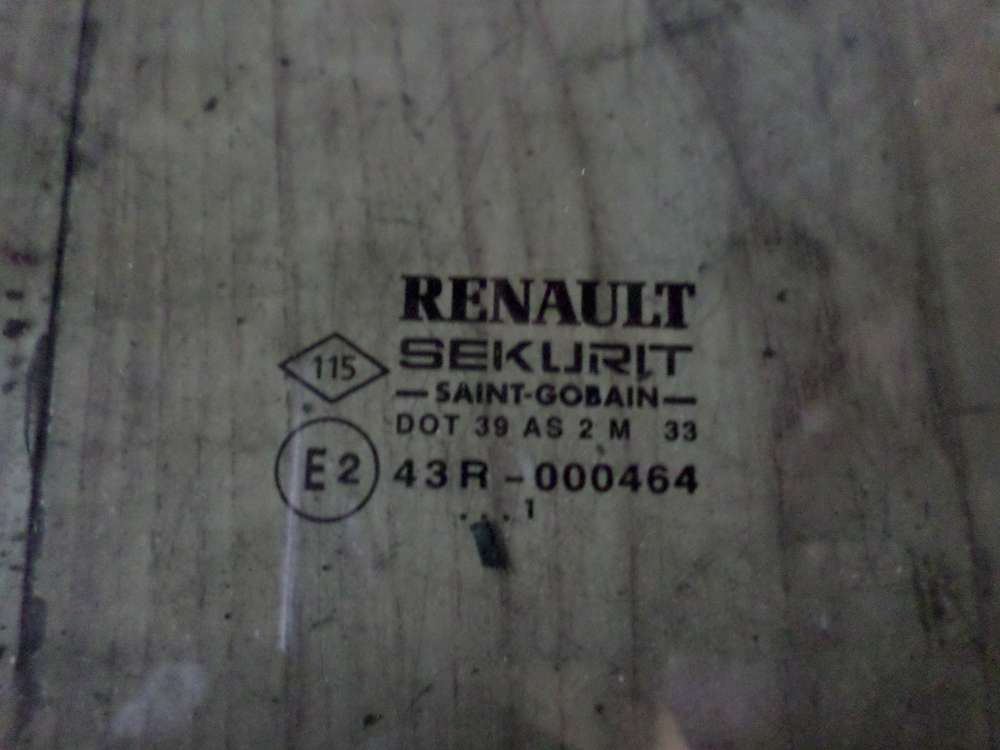 RENAULT
115
SEKURIT
SAINT-GOBAIN
DOT 39 AS 2 M 33
E2
43R-000464
...1